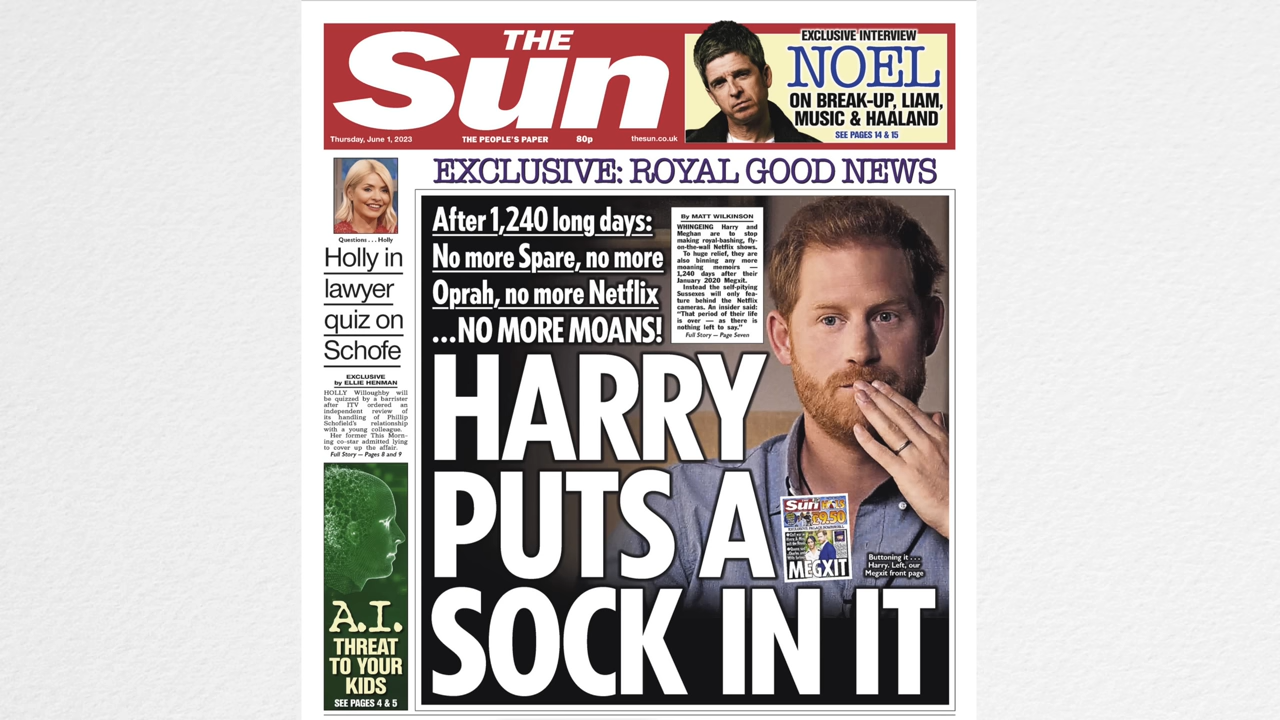 THE
Sun
Thursday, June 1, 2023
THE PEOPLE'S PAPER
80p
thesun.co.uk
EXCLUSIVE INTERVIEW
NOEL
ON BREAK-UP, LIAM,
MUSIC & HAALAND
SEE PAGES 14 & 15
EXCLUSIVE: ROYAL GOOD NEWS
Questions . . . Holly
Holly in
lawyer
quiz on
Schofe
EXCLUSIVE
by ELLIE HENMAN
HOLLY Willoughby will
be quizzed by a barrister
after ITV ordered an
independent review of
its handling of Phillip
Schofield's relationship
with a young colleague.
Her former This Morn-
ing co-star admitted lying
to cover up the affair.
Full Story — Pages 8 and 9
A.I.
THREAT
TO YOUR
KIDS
SEE PAGES 4 & 5
After 1,240 long days:
No more Spare, no more
Oprah, no more Netflix
...NO MORE MOANS!
By MATT WILKINSON
WHINGEING Harry and
Meghan are to stop
making royal-bashing, fly-
on-the-wall Netflix shows.
To huge relief, they are
also binning any more
moaning memoirs —
1,240 days after their
January 2020 Megxit.
Instead the self-pitying
Sussexes will only fea-
ture behind the Netflix
cameras. An insider said:
"That period of their life
is over — as there is
nothing left to say."
Full Story — Page Seven
HARRY
PUTS A
SOCK IN IT
THE
Sun
£9.50
MEGXIT
Buttoning it . . .
Harry. Left, our
Megxit front page